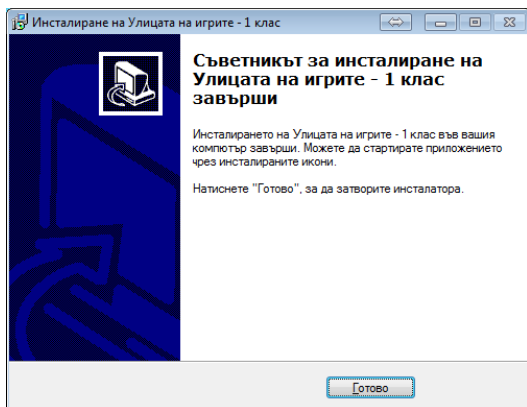 Инсталиране на Улицата на игрите - 1 клас
Съветникът за инсталиране на
Улицата на игрите - 1 клас
завърши
Инсталирането на Улицата на игрите - 1 клас във вашия
компютър завърши. Можете да стартирате приложението
чрез инсталираните икони.
Натиснете "Готово", за да затворите инсталатора.
Готово